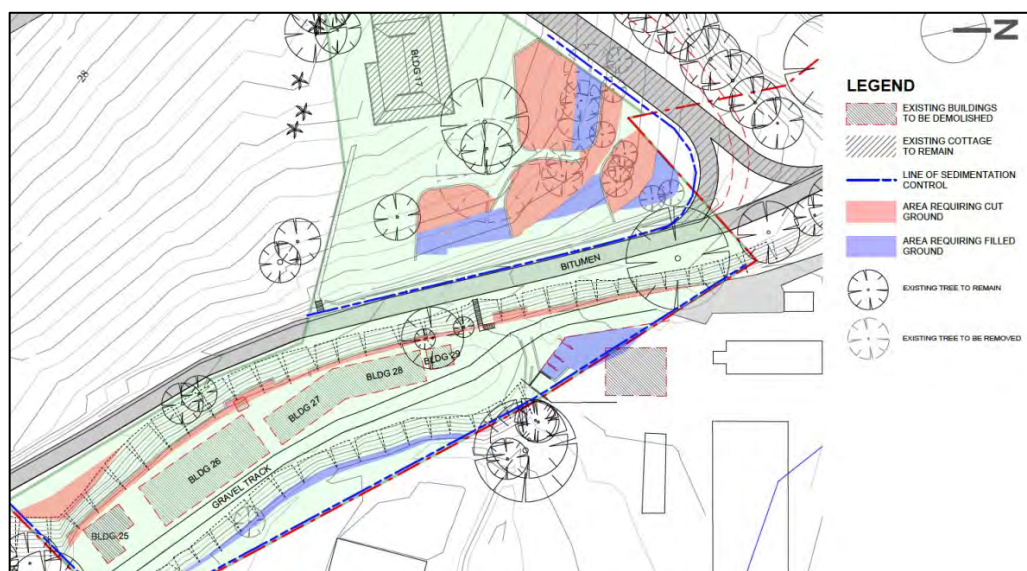 28
BLDG 17
BITUMEN
BLDG 29
BLDG 28
BLDG 27
BLDG 26
GRAVEL TRACK
BLDG 25
N
LEGEND
EXISTING BUILDINGS
TO BE DEMOLISHED
EXISTING COTTAGE
TO REMAIN
LINE OF SEDIMENTATION
CONTROL
AREA REQUIRING CUT
GROUND
AREA REQUIRING FILLED
GROUND
EXISTING TREE TO REMAIN
EXISTING TREE TO BE REMOVED